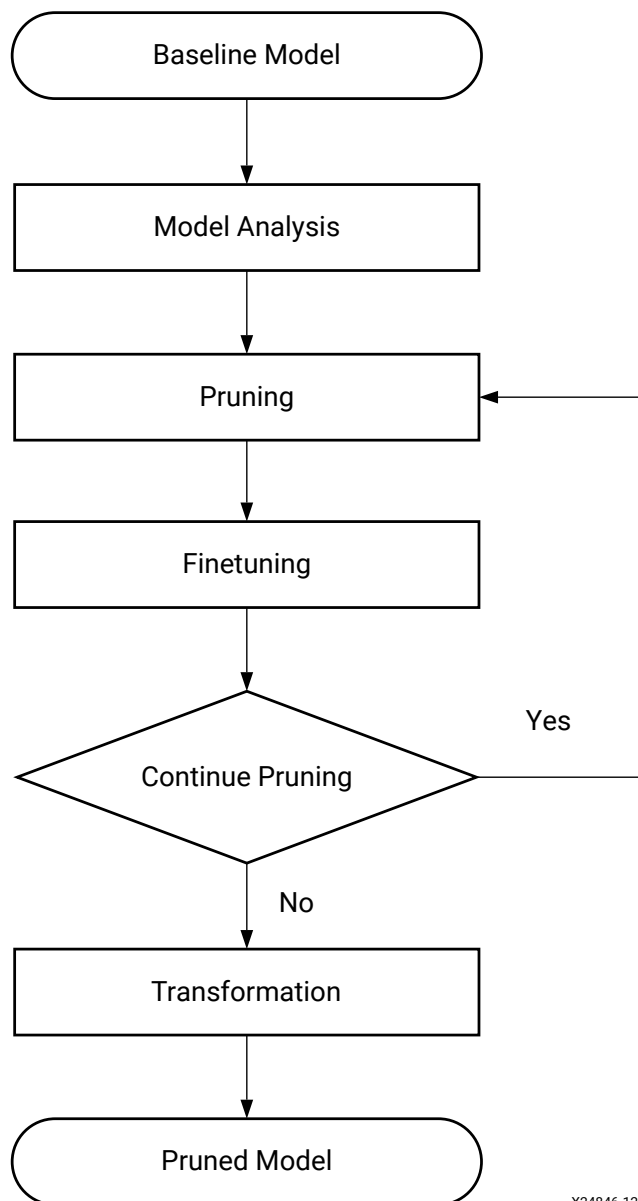 Baseline Model
Model Analysis
Pruning
Finetuning
Yes
Continue Pruning
No
Transformation
Pruned Model